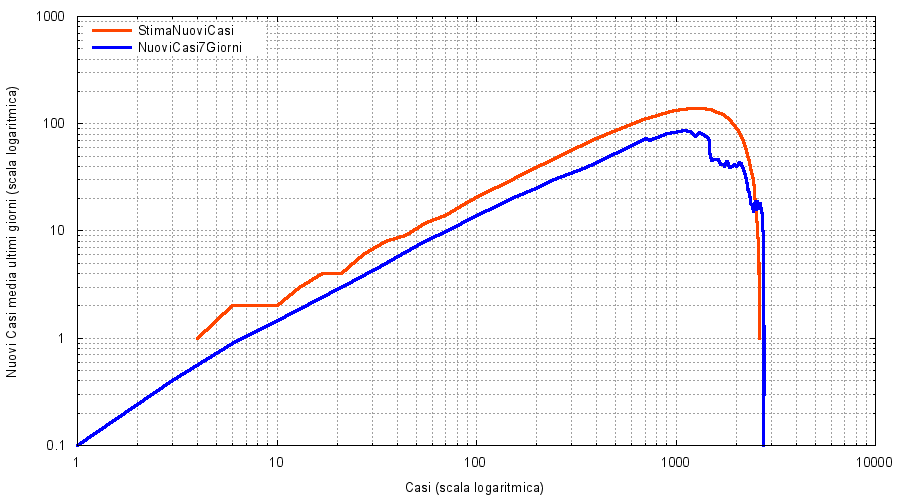 1000
100
10
1
0.1
StimaNuoviCasi
NuoviCasi7Giorni
Nuovi Casi media ultimi giorni (scala logaritmica)
1 10 100 1000 10000
Casi (scala logaritmica)